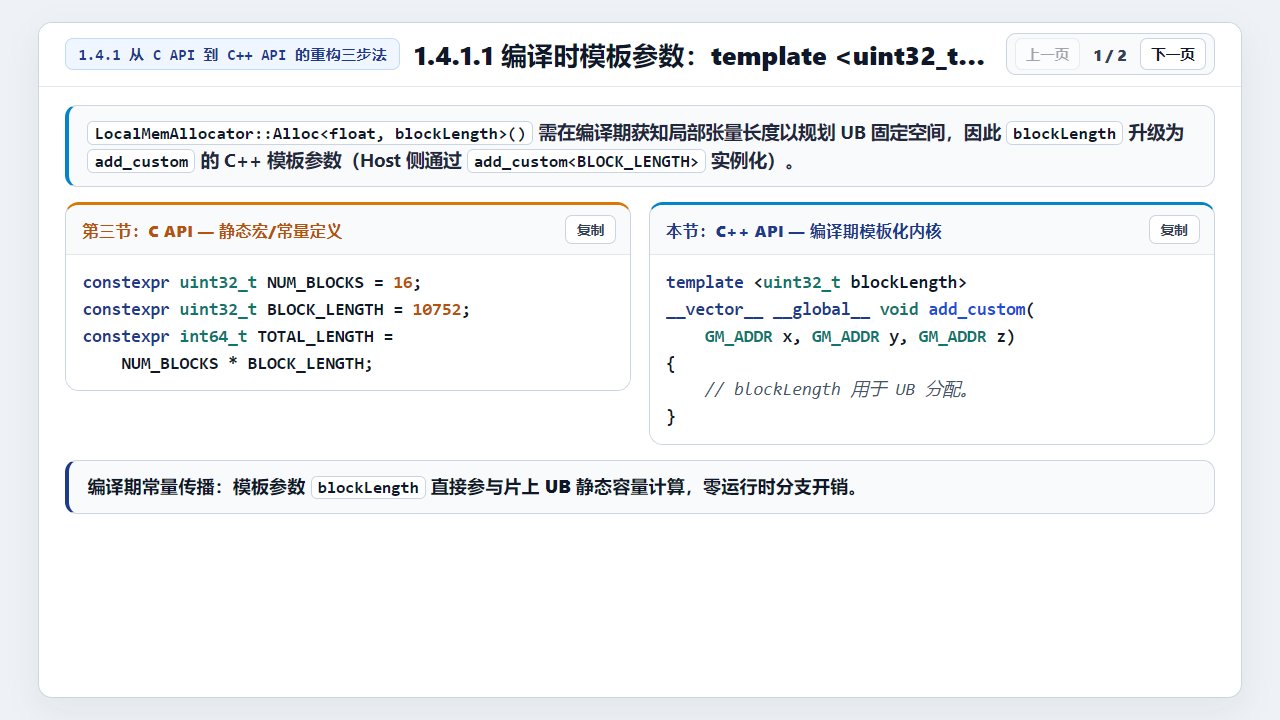 1.4.1 从 C API 到 C++ API 的重构三步法
1.4.1.1 编译时模板参数：template <uint32_t...
上一页 1 / 2 下一页
LocalMemAllocator::Alloc<float, blockLength>() 需在编译期获知局部张量长度以规划 UB 固定空间，因此 blockLength 升级为
add_custom 的 C++ 模板参数（Host 侧通过 add_custom<BLOCK_LENGTH> 实例化）。
第三节：C API — 静态宏/常量定义
复制
constexpr uint32_t NUM_BLOCKS = 16;
constexpr uint32_t BLOCK_LENGTH = 10752;
constexpr int64_t TOTAL_LENGTH =
    NUM_BLOCKS * BLOCK_LENGTH;
本节：C++ API — 编译期模板化内核
复制
template <uint32_t blockLength>
__vector__ __global__ void add_custom(
    GM_ADDR x, GM_ADDR y, GM_ADDR z)
{
    // blockLength 用于 UB 分配。
}
编译期常量传播：模板参数 blockLength 直接参与片上 UB 静态容量计算，零运行时分支开销。